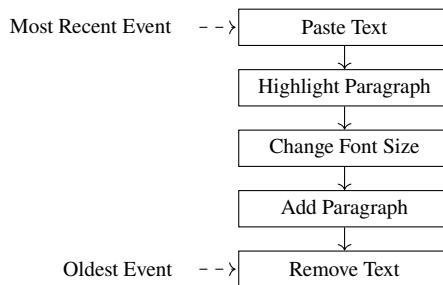 Most Recent Event
Paste Text
Highlight Paragraph
Change Font Size
Add Paragraph
Oldest Event
Remove Text